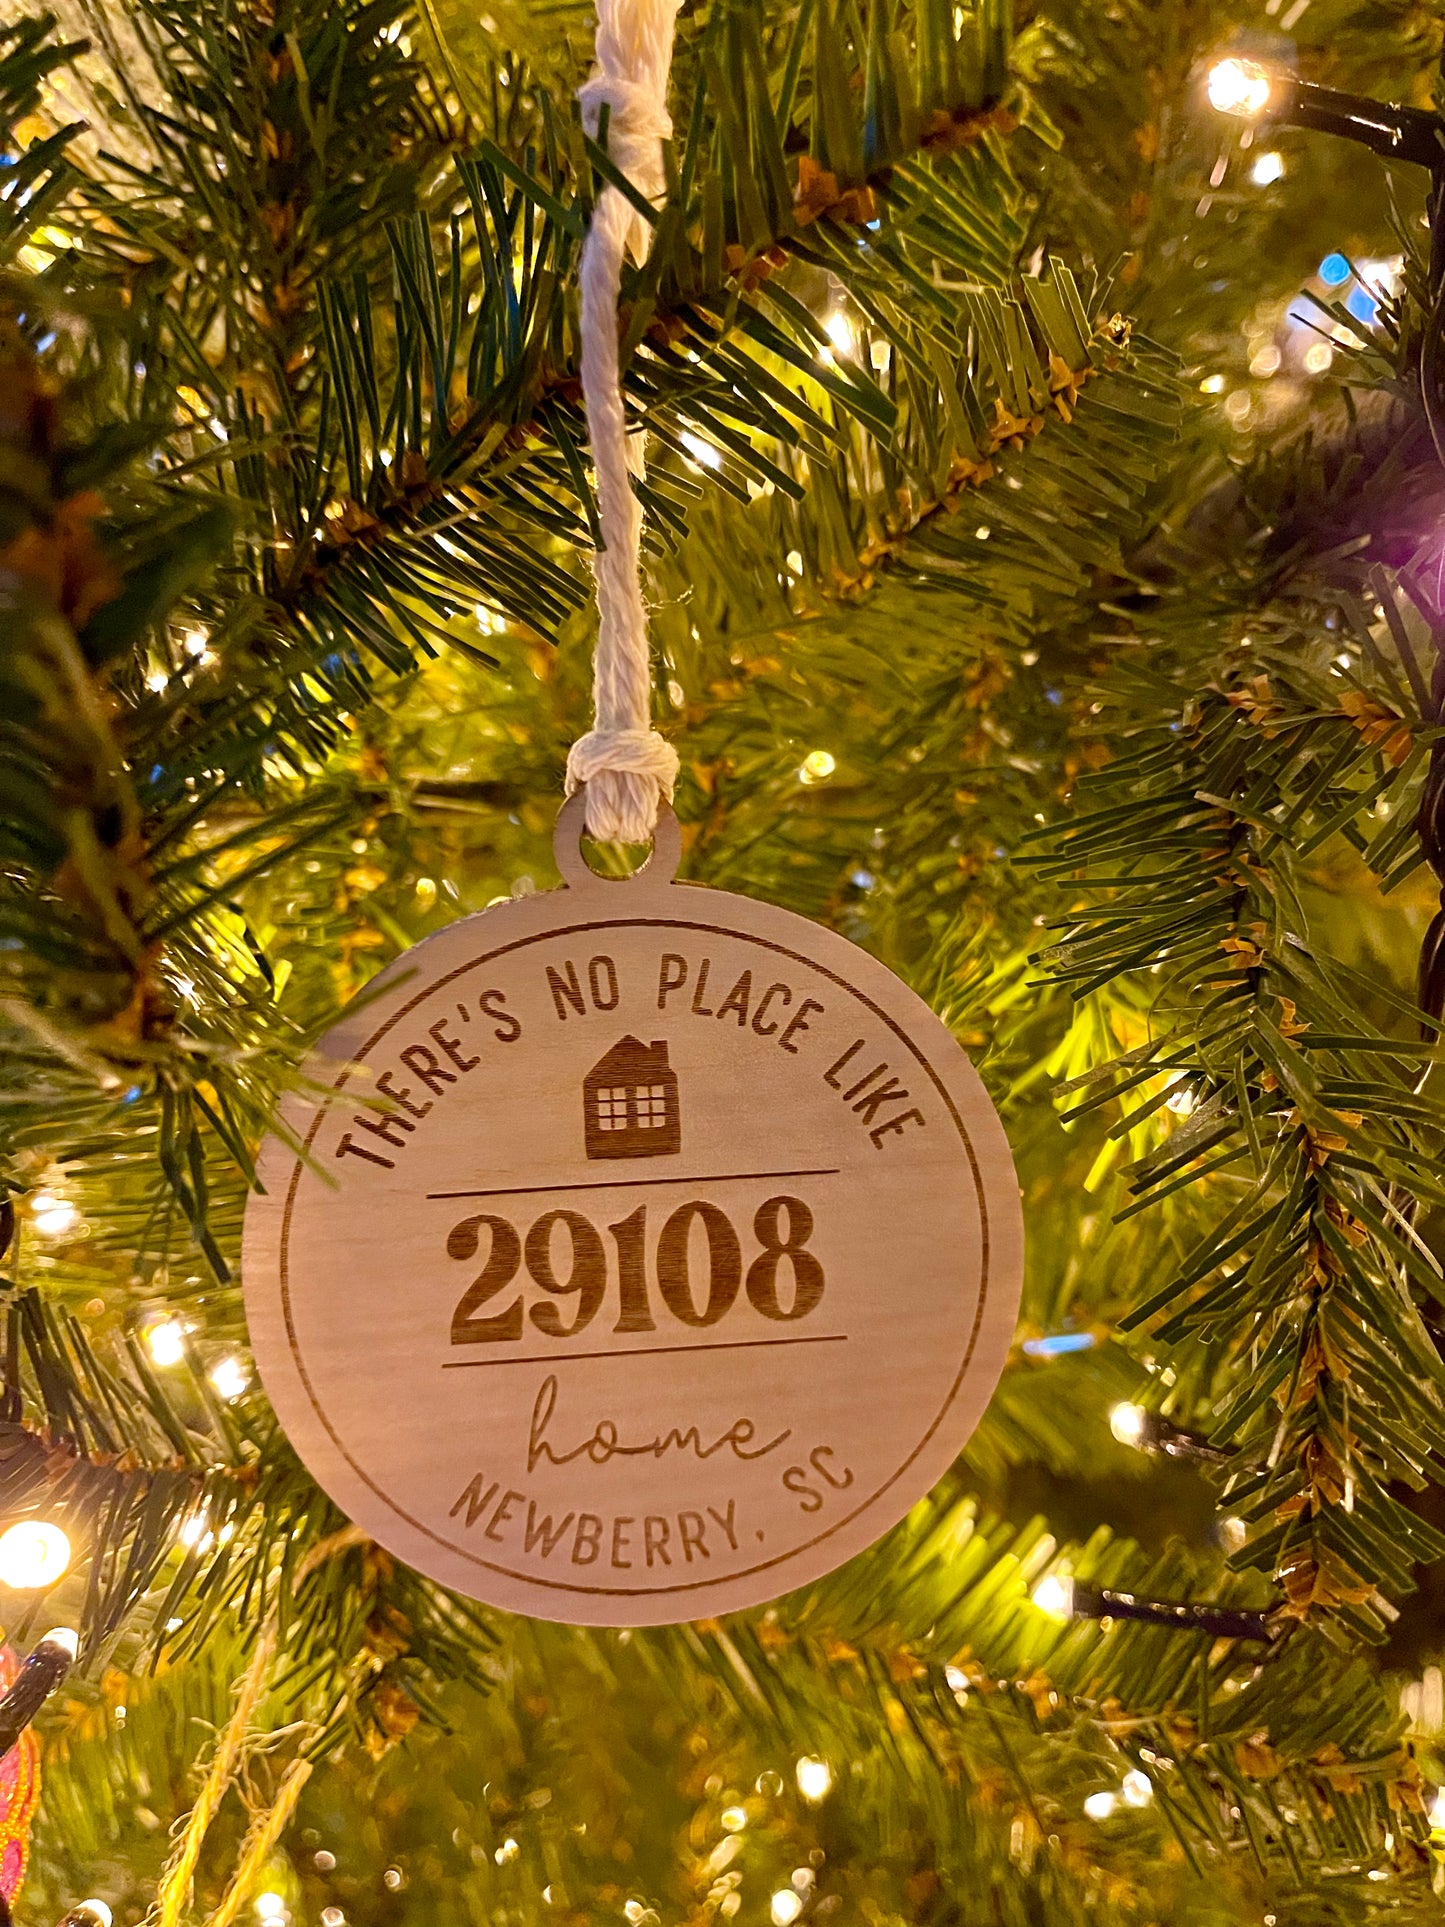 THERE'S NO PLACE LIKE
29108
home
NEWBERRY, SC